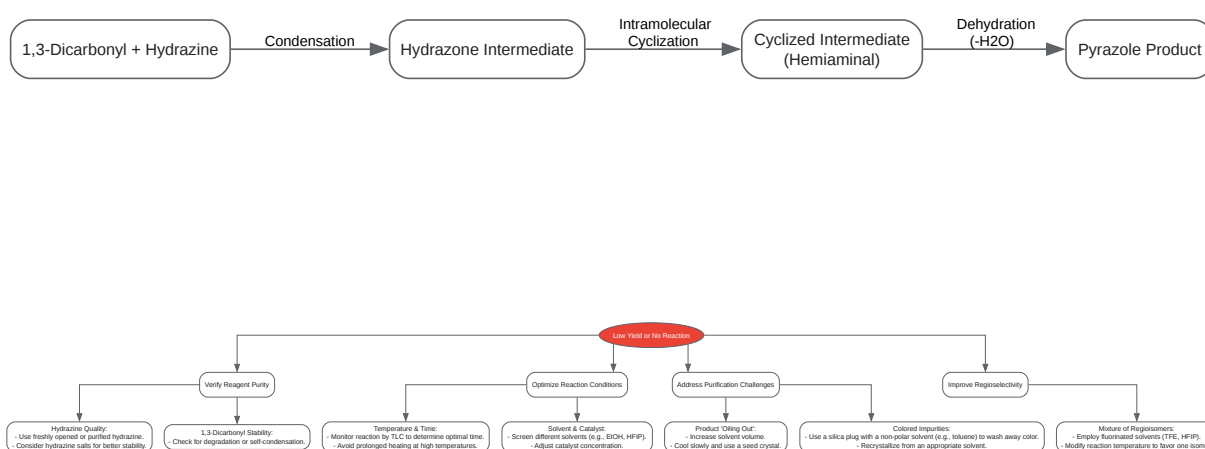 1,3-Dicarbonyl + Hydrazine
Condensation
Hydrazone Intermediate
Intramolecular
Cyclization
Cyclized Intermediate
(Hemiaminal)
Dehydration
(-H2O)
Pyrazole Product
Low Yield or No Reaction
Verify Reagent Purity
Optimize Reaction Conditions
Address Purification Challenges
Improve Regioselectivity
Hydrazine Quality:
- Use freshly opened or purified hydrazine.
- Consider hydrazine salts for better stability.
1,3-Dicarbonyl Stability:
- Check for degradation or self-condensation.
Temperature & Time:
- Monitor reaction by TLC to determine optimal time.
- Avoid prolonged heating at high temperatures.
Solvent & Catalyst:
- Screen different solvents (e.g., EtOH, HFIP).
- Adjust catalyst concentration.
Product 'Oiling Out':
- Increase solvent volume.
- Cool slowly and use a seed crystal.
Colored Impurities:
- Use a silica plug with a non-polar solvent (e.g., toluene) to wash away color.
- Recrystallize from an appropriate solvent.
Mixture of Regioisomers:
- Employ fluorinated solvents (TFE, HFIP).
- Modify reaction temperature to favor one isom